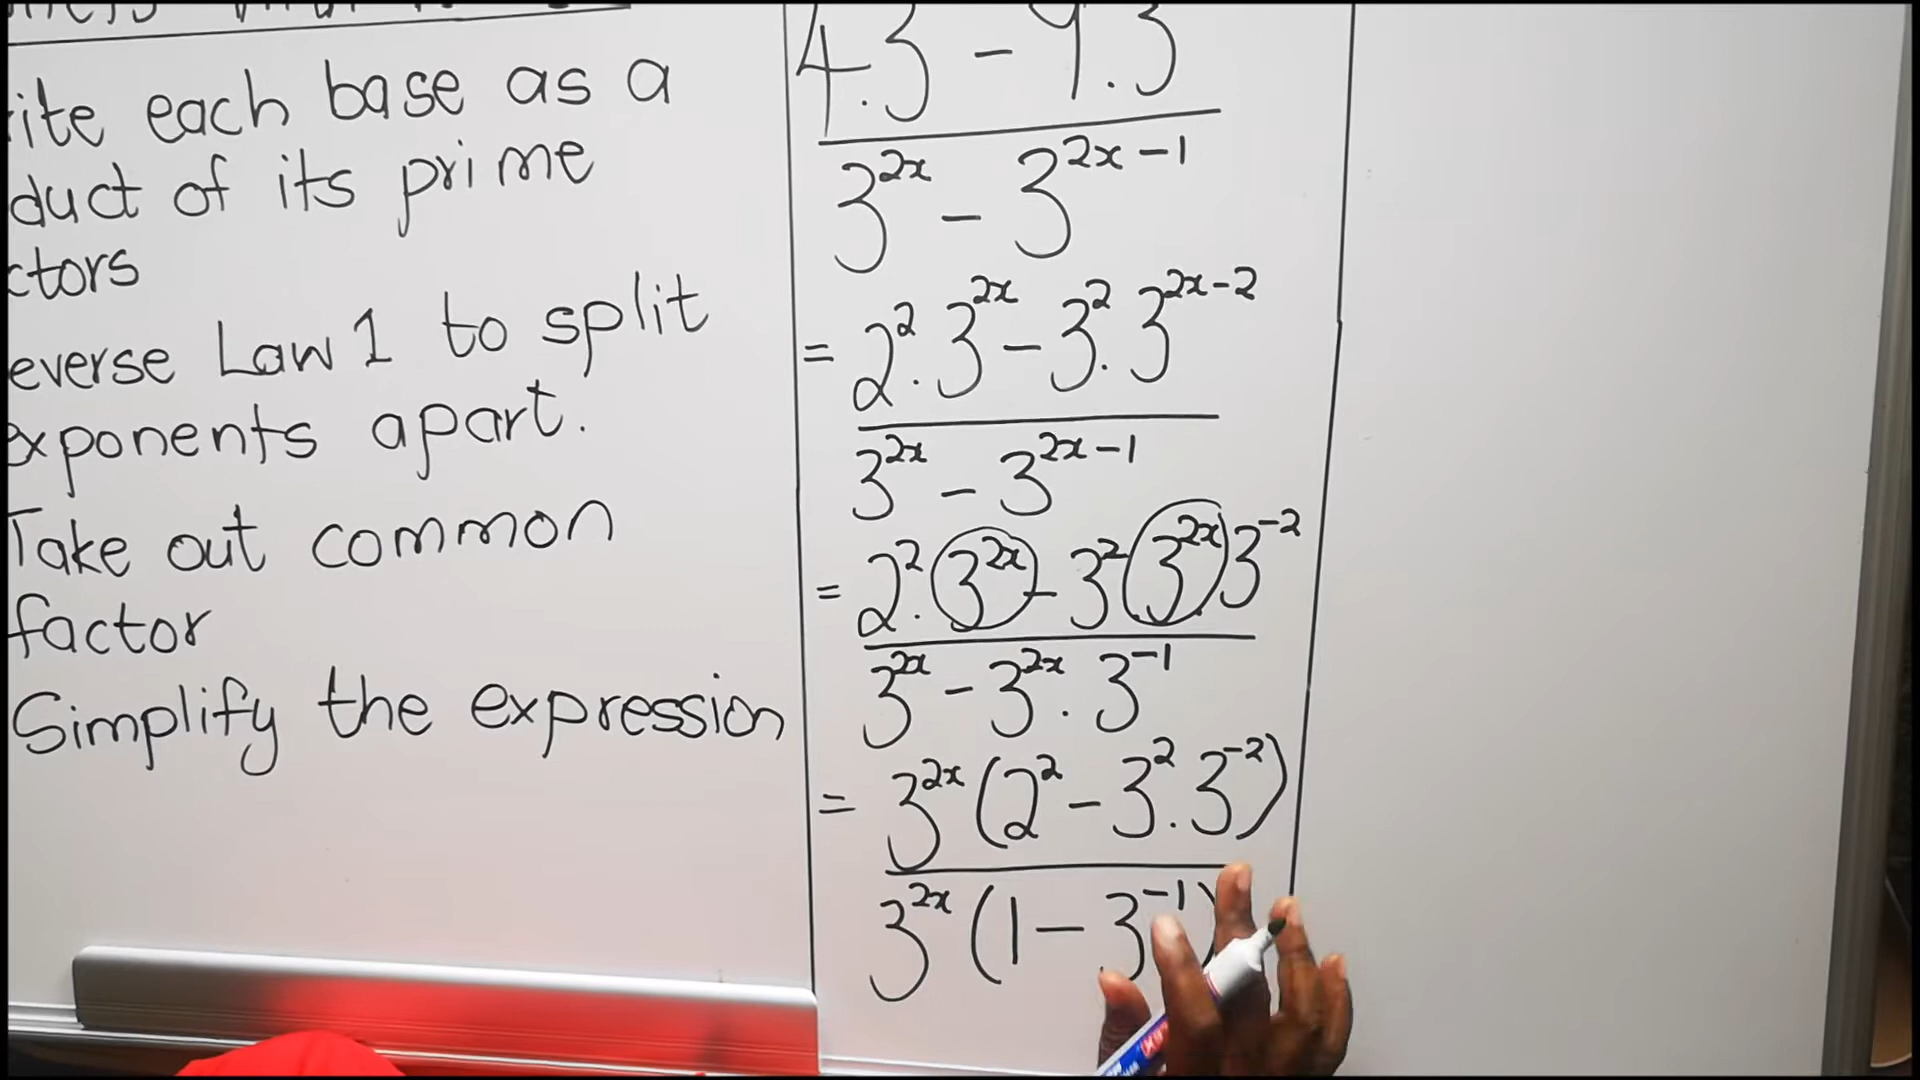 ite each base as a
duct of its prime
ctors
everse Law 1 to split
exponents apart.
Take out common
factor
Simplify the expression
4.3 - 9.3
3^{2x} - 3^{2x-1}
= 2^2.3^{2x} - 3^2.3^{2x-2}
3^{2x} - 3^{2x-1}
= 2^2.3^{2x} - 3^2 3^{2x}.3^{-2}
3^{2x} - 3^{2x}.3^{-1}
= 3^{2x}(2^2 - 3^2.3^{-2})
3^{2x}(1 - 3^{-1})